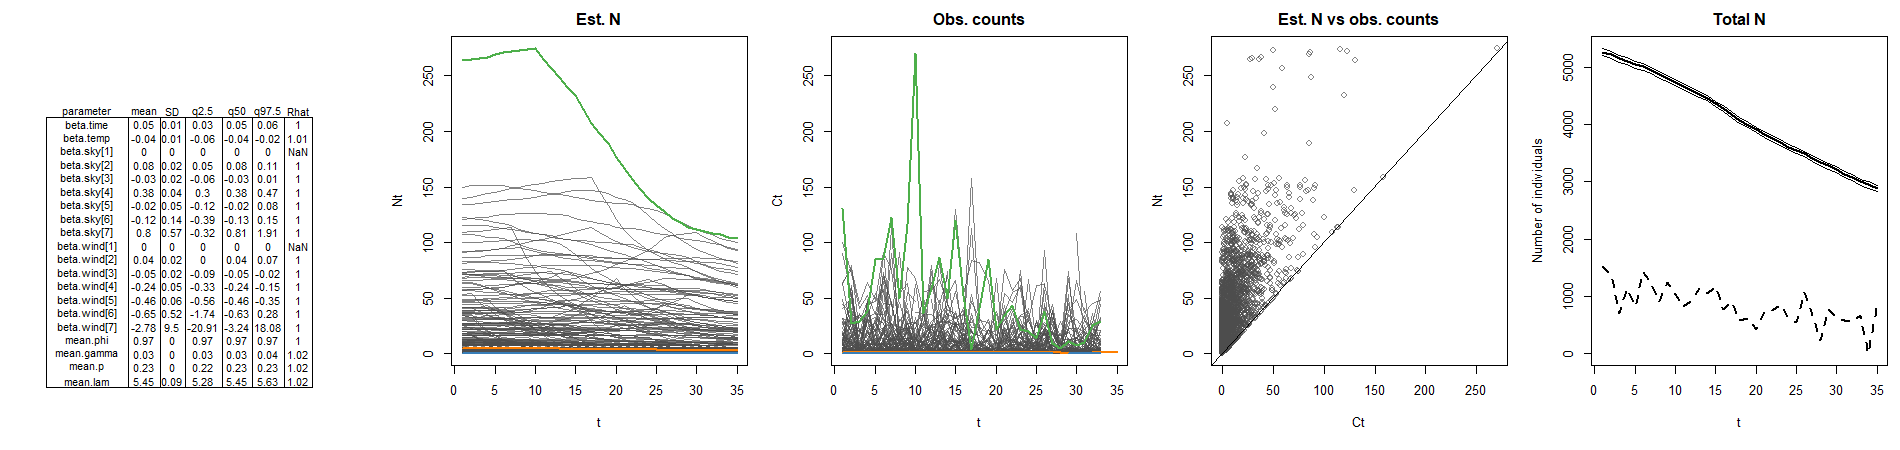 parameter mean SD q2.5 q50 q97.5 Rhat
beta.time 0.05 0.01 0.03 0.05 0.06 1
beta.temp -0.04 0.01 -0.06 -0.04 -0.02 1.01
beta.sky[1] 0 0 0 0 0 NaN
beta.sky[2] 0.08 0.02 0.05 0.08 0.11 1
beta.sky[3] -0.03 0.02 -0.06 -0.03 0.01 1
beta.sky[4] 0.38 0.04 0.3 0.38 0.47 1
beta.sky[5] -0.02 0.05 -0.12 -0.02 0.08 1
beta.sky[6] -0.12 0.14 -0.39 -0.13 0.15 1
beta.sky[7] 0.8 0.57 -0.32 0.81 1.91 1
beta.wind[1] 0 0 0 0 0 NaN
beta.wind[2] 0.04 0.02 0 0.04 0.07 1
beta.wind[3] -0.05 0.02 -0.09 -0.05 -0.02 1
beta.wind[4] -0.24 0.05 -0.33 -0.24 -0.15 1
beta.wind[5] -0.46 0.06 -0.56 -0.46 -0.35 1
beta.wind[6] -0.65 0.52 -1.74 -0.63 0.28 1
beta.wind[7] -2.78 9.5 -20.91 -3.24 18.08 1
mean.phi 0.97 0 0.97 0.97 0.97 1
mean.gamma 0.03 0 0.03 0.03 0.04 1.02
mean.p 0.23 0 0.22 0.23 0.23 1.02
mean.lam 5.45 0.09 5.28 5.45 5.63 1.02
Est. N
Nt
250
200
150
100
50
0
0 5 10 15 20 25 30 35
t
Obs. counts
Ct
250
200
150
100
50
0
0 5 10 15 20 25 30 35
t
Est. N vs obs. counts
Nt
250
200
150
100
50
0
0 50 100 150 200 250
Ct
Total N
Number of individuals
5000
4000
3000
2000
1000
0
0 5 10 15 20 25 30 35
t